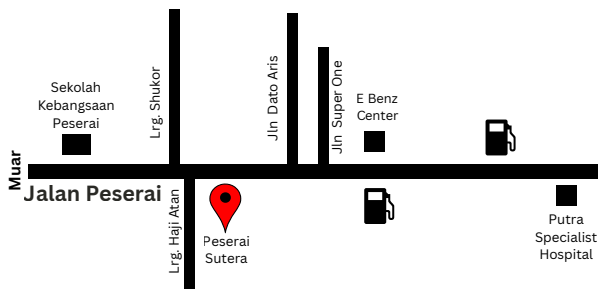 Sekolah
Kebangsaan
Peserai
Lrg. Shukor
Jln Dato Aris
Jln Super One
E Benz
Center
Muar
Jalan Peserai
Lrg. Haji Atan
Peserai
Sutera
Putra
Specialist
Hospital